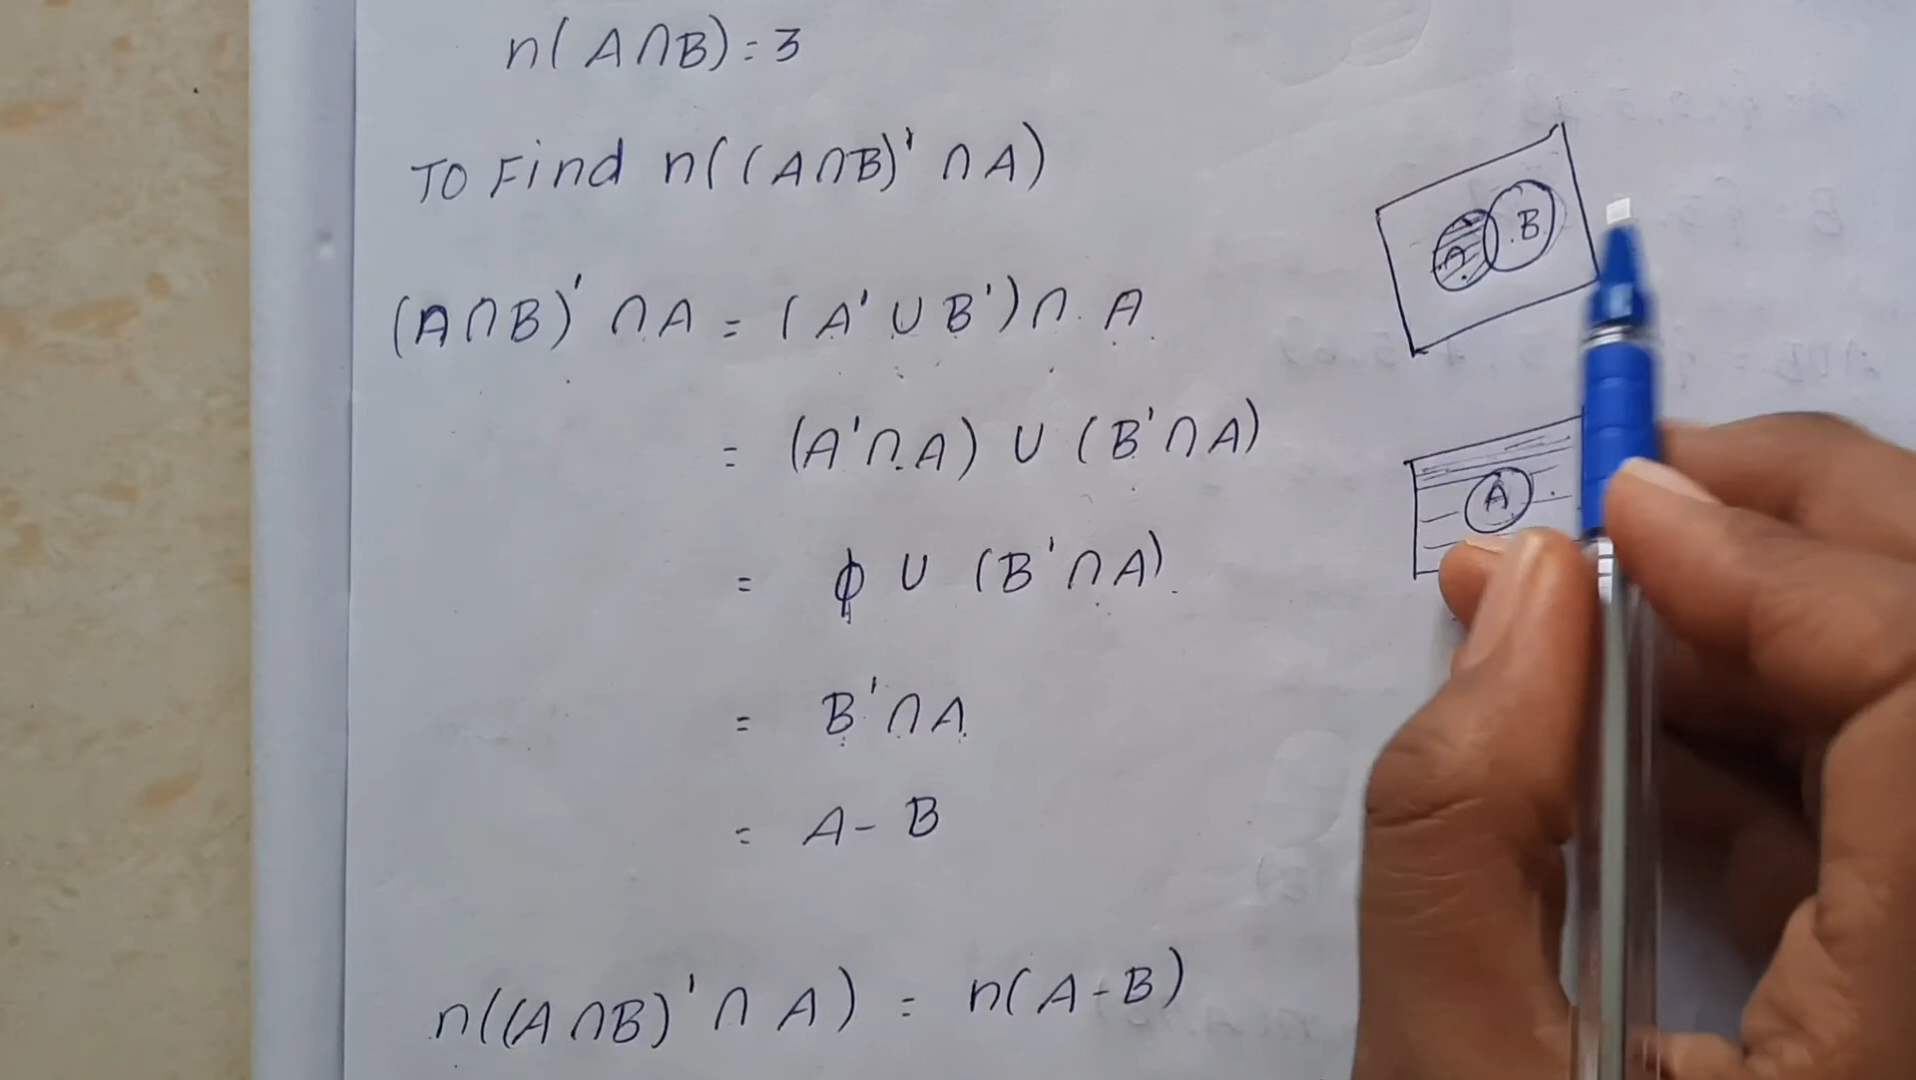 n(A∩B) = 3
TO Find n((A∩B)' ∩ A)
(A∩B)' ∩ A = (A' ∪ B') ∩ A
= (A'∩A) ∪ (B'∩A)
= ϕ ∪ (B'∩A)
= B'∩A
= A - B
n((A∩B)' ∩ A) = n(A-B)
A B
A